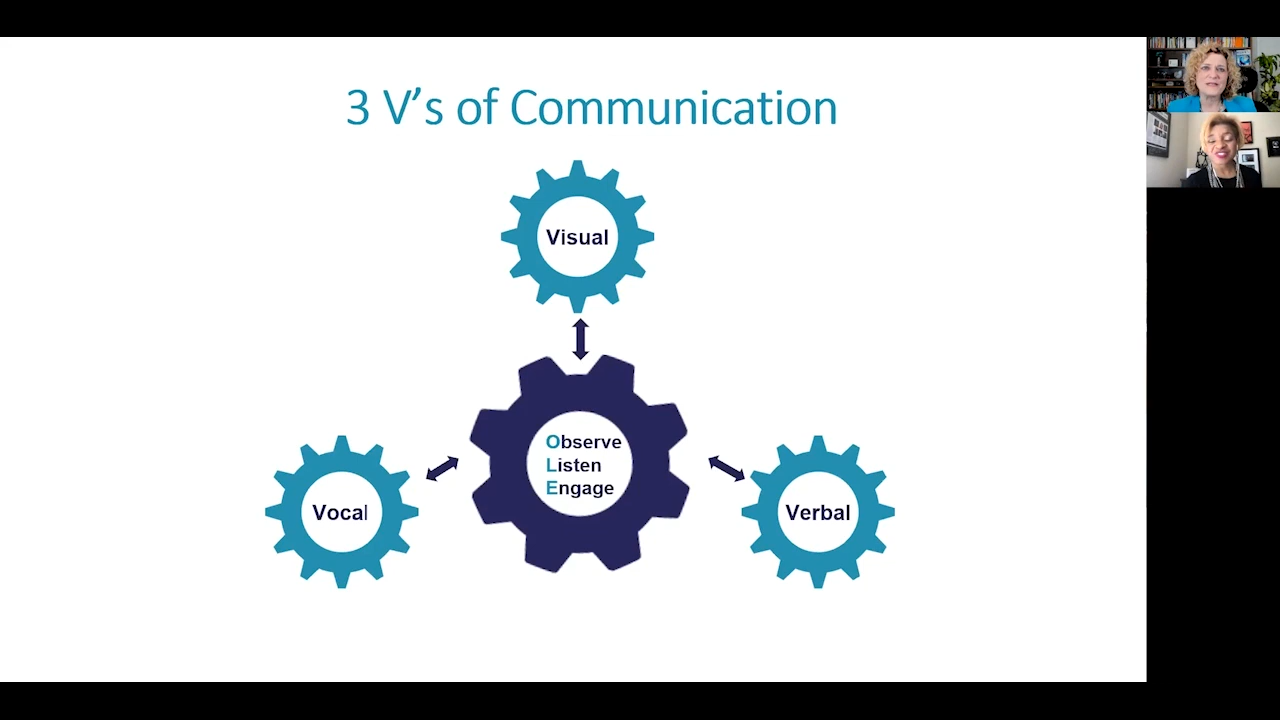 3 V’s of Communication
Visual
Observe
Listen
Engage
Vocal
Verbal